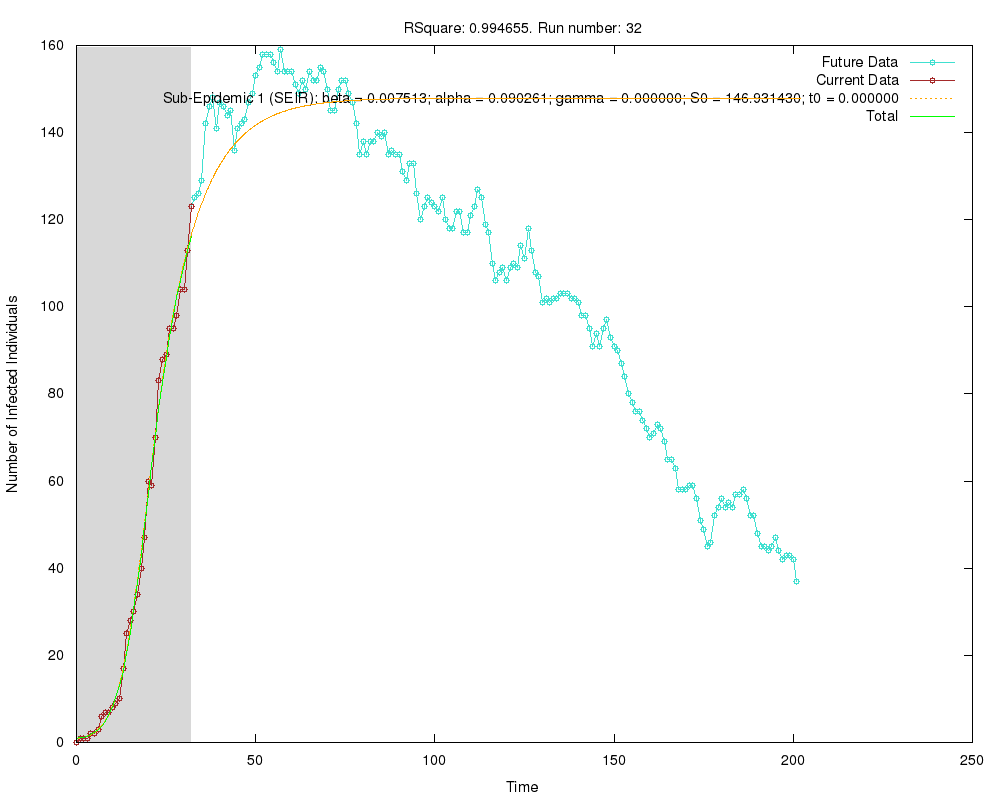 RSquare: 0.994655. Run number: 32
Future Data
Current Data
Sub-Epidemic 1 (SEIR): beta = 0.007513; alpha = 0.090261; gamma = 0.000000; S0 = 146.931430; t0 = 0.000000
Total
160
140
120
100
80
60
40
20
0
Number of Infected Individuals
0 50 100 150 200 250
Time